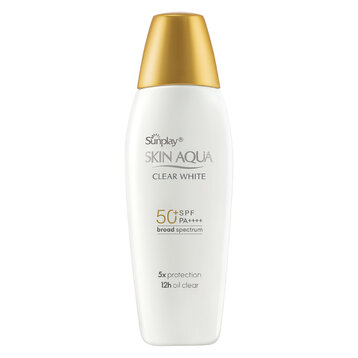 Sunplay®
SKIN AQUA
CLEAR WHITE
50+ SPF
PA++++
broad spectrum
5x protection
12h oil clear